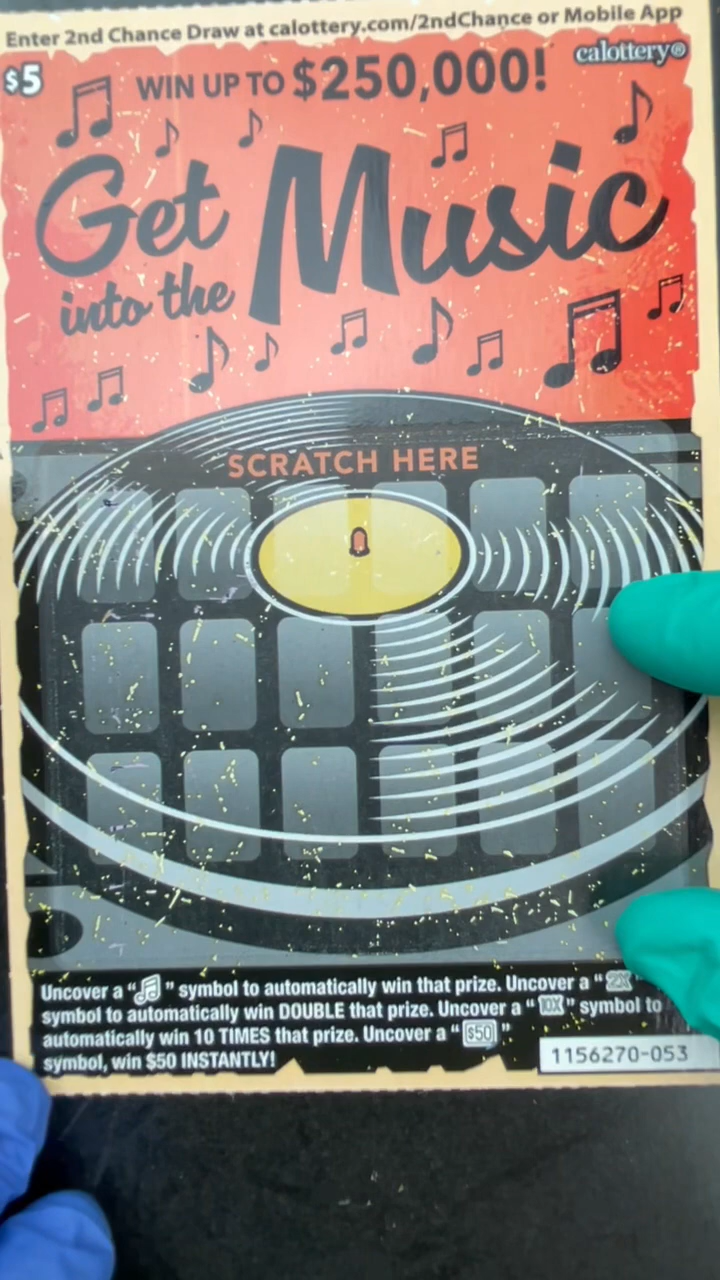 Enter 2nd Chance Draw at calottery.com/2ndChance or Mobile App
$5
WIN UP TO $250,000!
calottery®
Get
into the
Music
SCRATCH HERE
Uncover a “ ” symbol to automatically win that prize. Uncover a “2X”
symbol to automatically win DOUBLE that prize. Uncover a “10X” symbol to
automatically win 10 TIMES that prize. Uncover a “$50”
symbol, win $50 INSTANTLY!
1156270-053